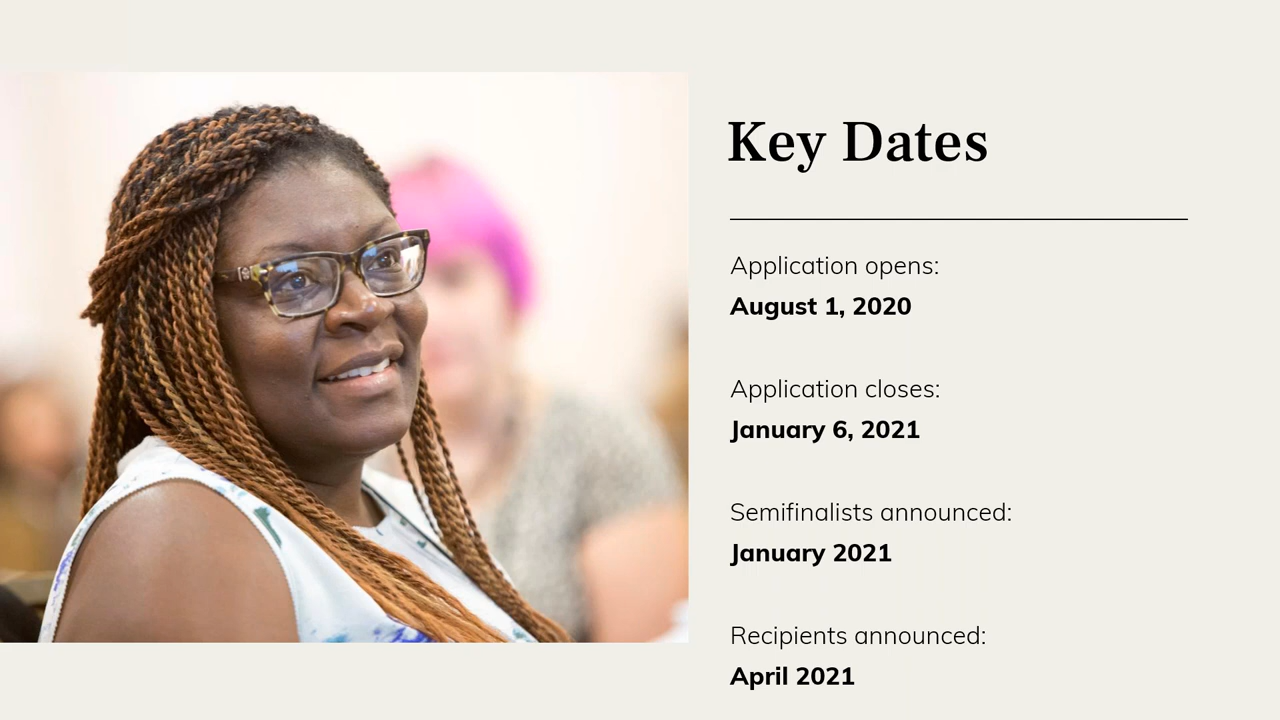 Key Dates
Application opens:
August 1, 2020
Application closes:
January 6, 2021
Semifinalists announced:
January 2021
Recipients announced:
April 2021